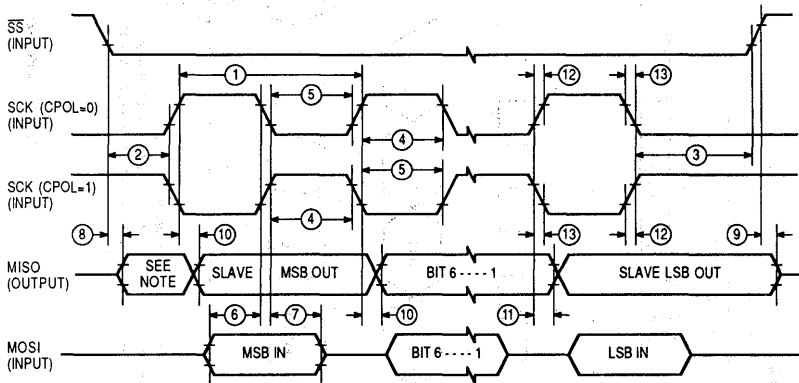 SS
(INPUT)
1
12
13
5
SCK (CPOL=0)
(INPUT)
2
4
3
5
SCK (CPOL=1)
(INPUT)
4
8
10
13
12
9
MISO
(OUTPUT)
SEE
NOTE
SLAVE
MSB OUT
BIT 6 - - - - 1
SLAVE LSB OUT
6
7
10
11
MOSI
(INPUT)
MSB IN
BIT 6 - - - - 1
LSB IN